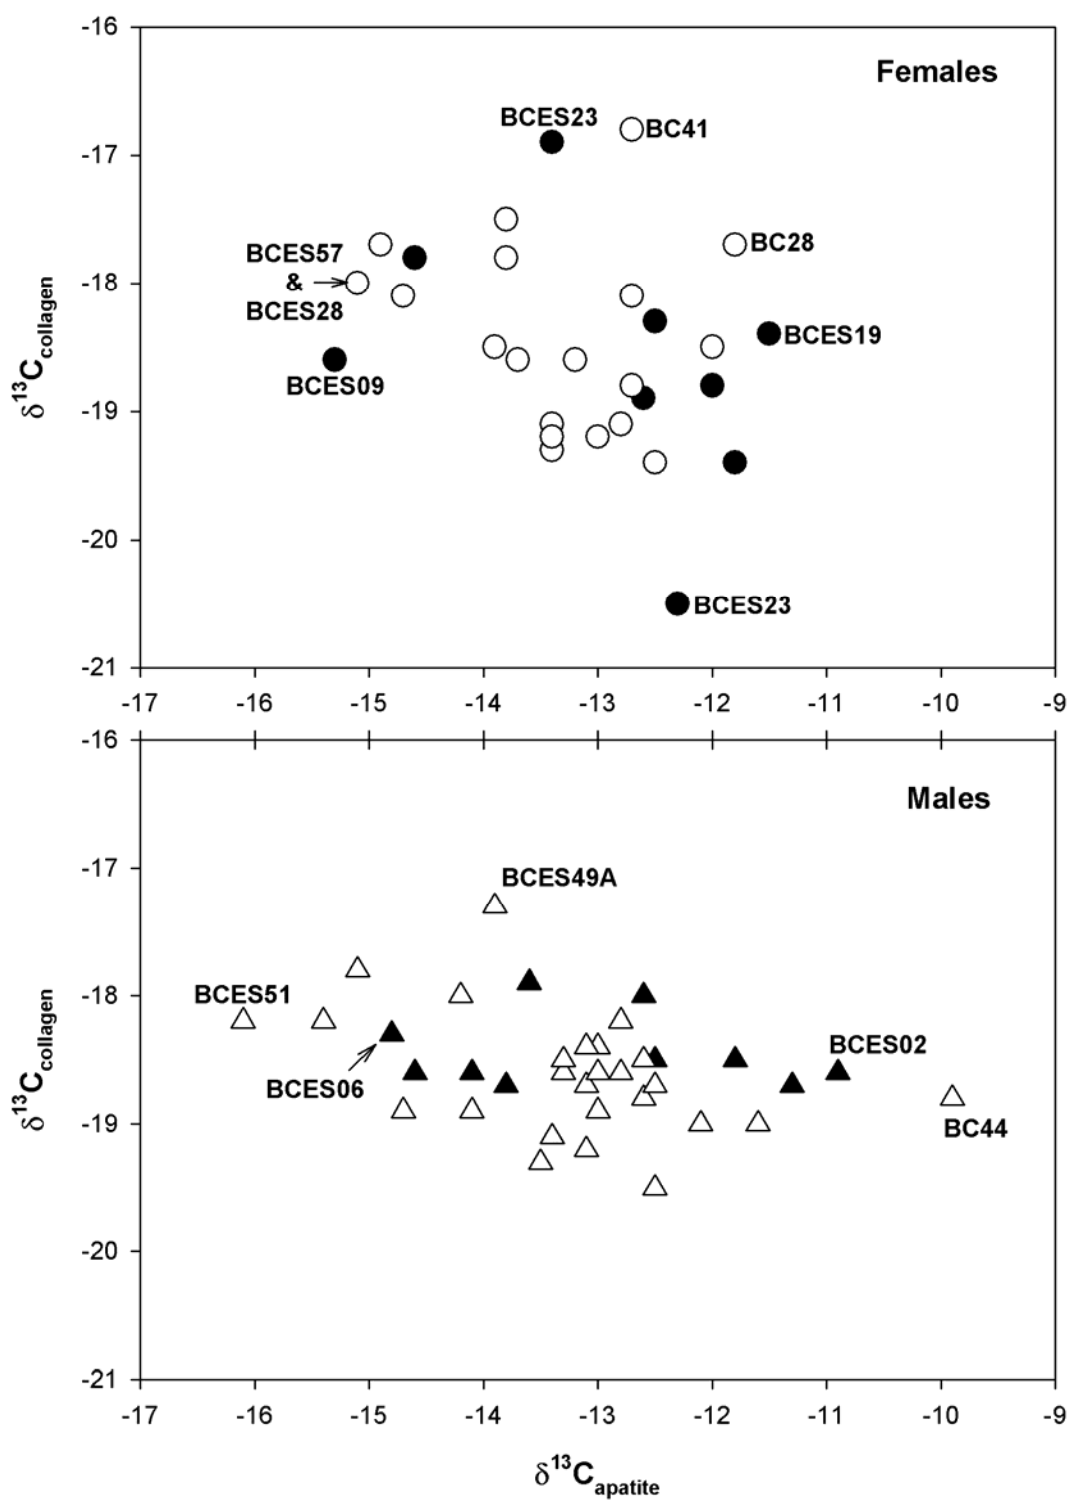 -16
Females
BCES23
BC41
-17
BCES57
BC28
&
-18
BCES28
BCES19
BCES09
-19
-20
BCES23
-21
δ13Ccollagen
-17 -16 -15 -14 -13 -12 -11 -10 -9
-16
Males
-17
BCES49A
BCES51
-18
BCES02
BCES06
-19
BC44
-20
-21
δ13Ccollagen
-17 -16 -15 -14 -13 -12 -11 -10 -9
δ13Capatite